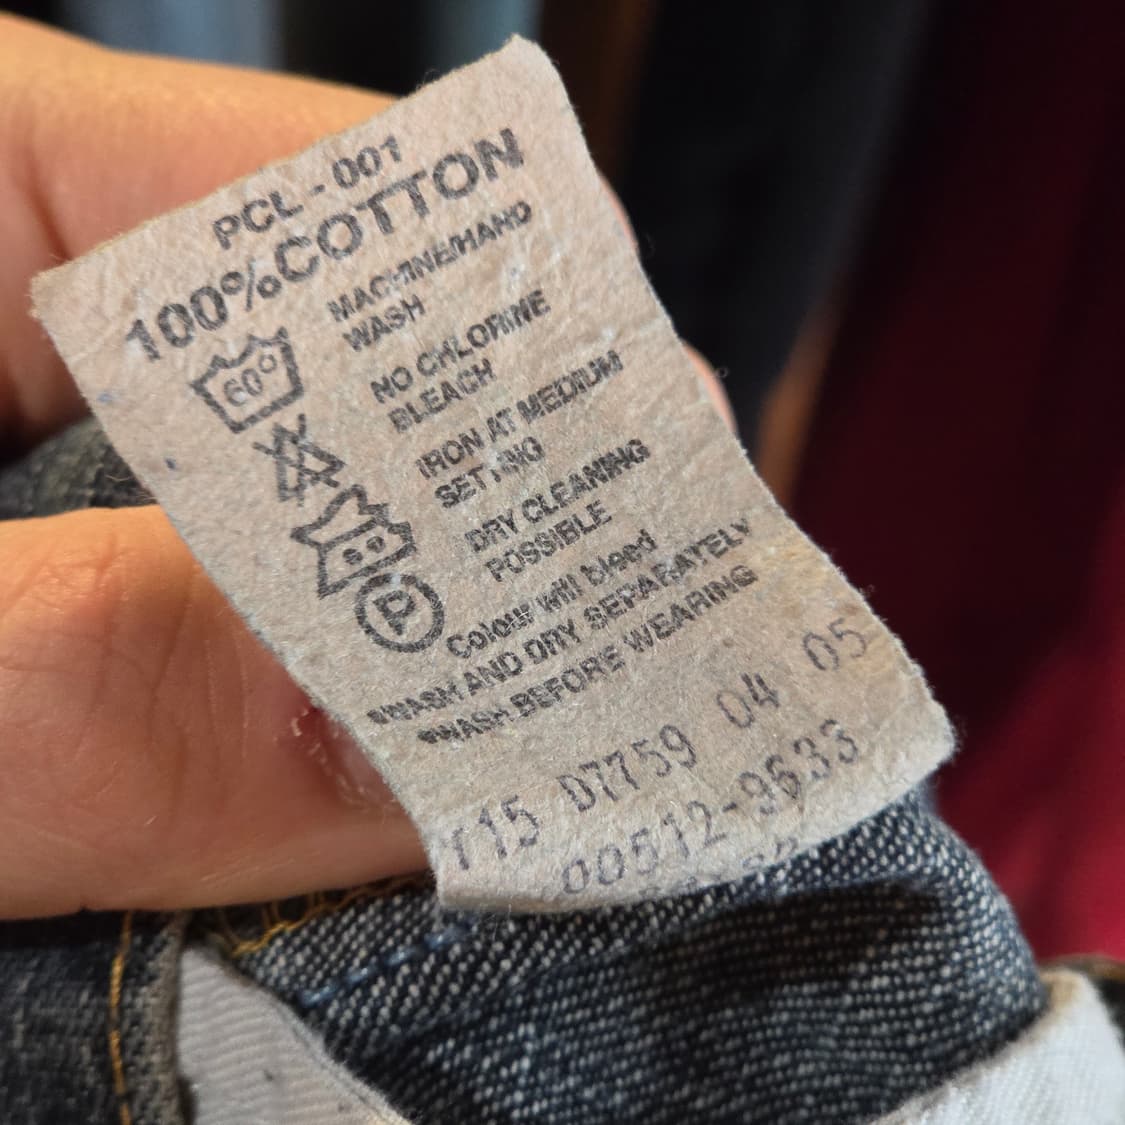 PCL - 001
100% COTTON
60°
MACHINE/HAND
WASH
NO CHLORINE
BLEACH
IRON AT MEDIUM
SETTING
DRY CLEANING
POSSIBLE
P
Colour will bleed
*WASH AND DRY SEPARATELY
*WASH BEFORE WEARING
15 D7759 04 05
00512-9633